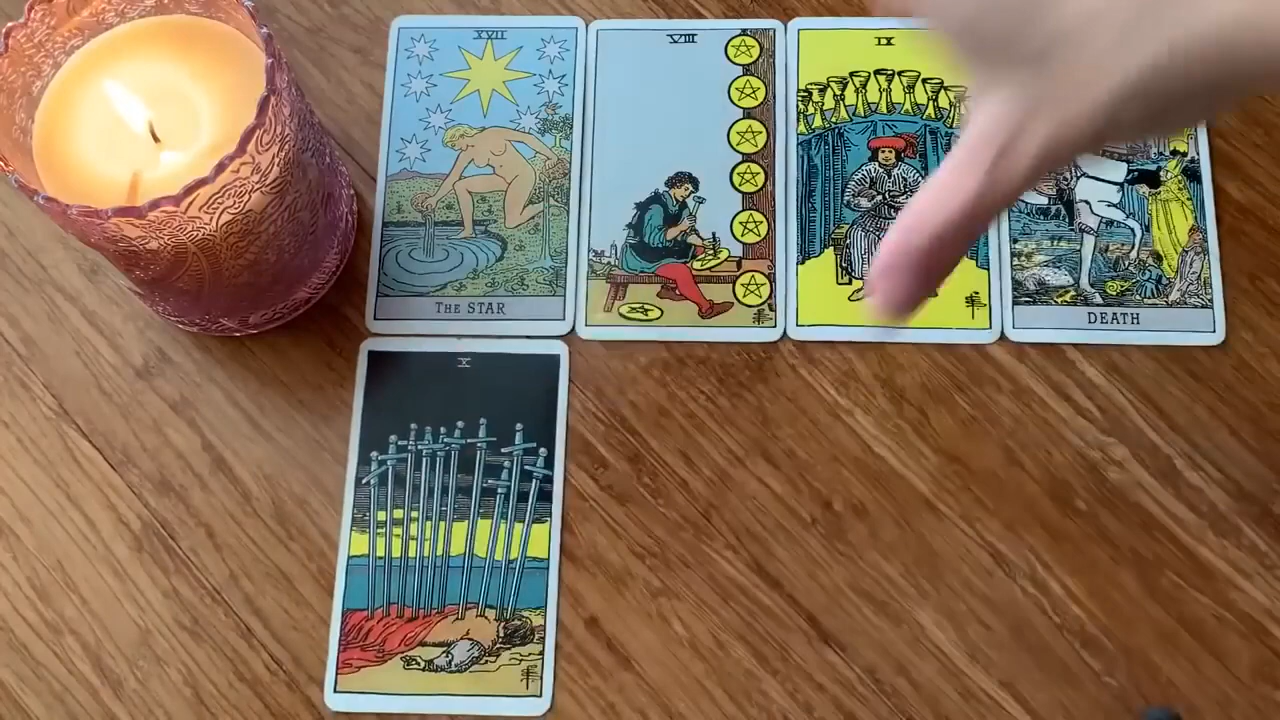 XVII
THE STAR
VIII
IX
DEATH
X